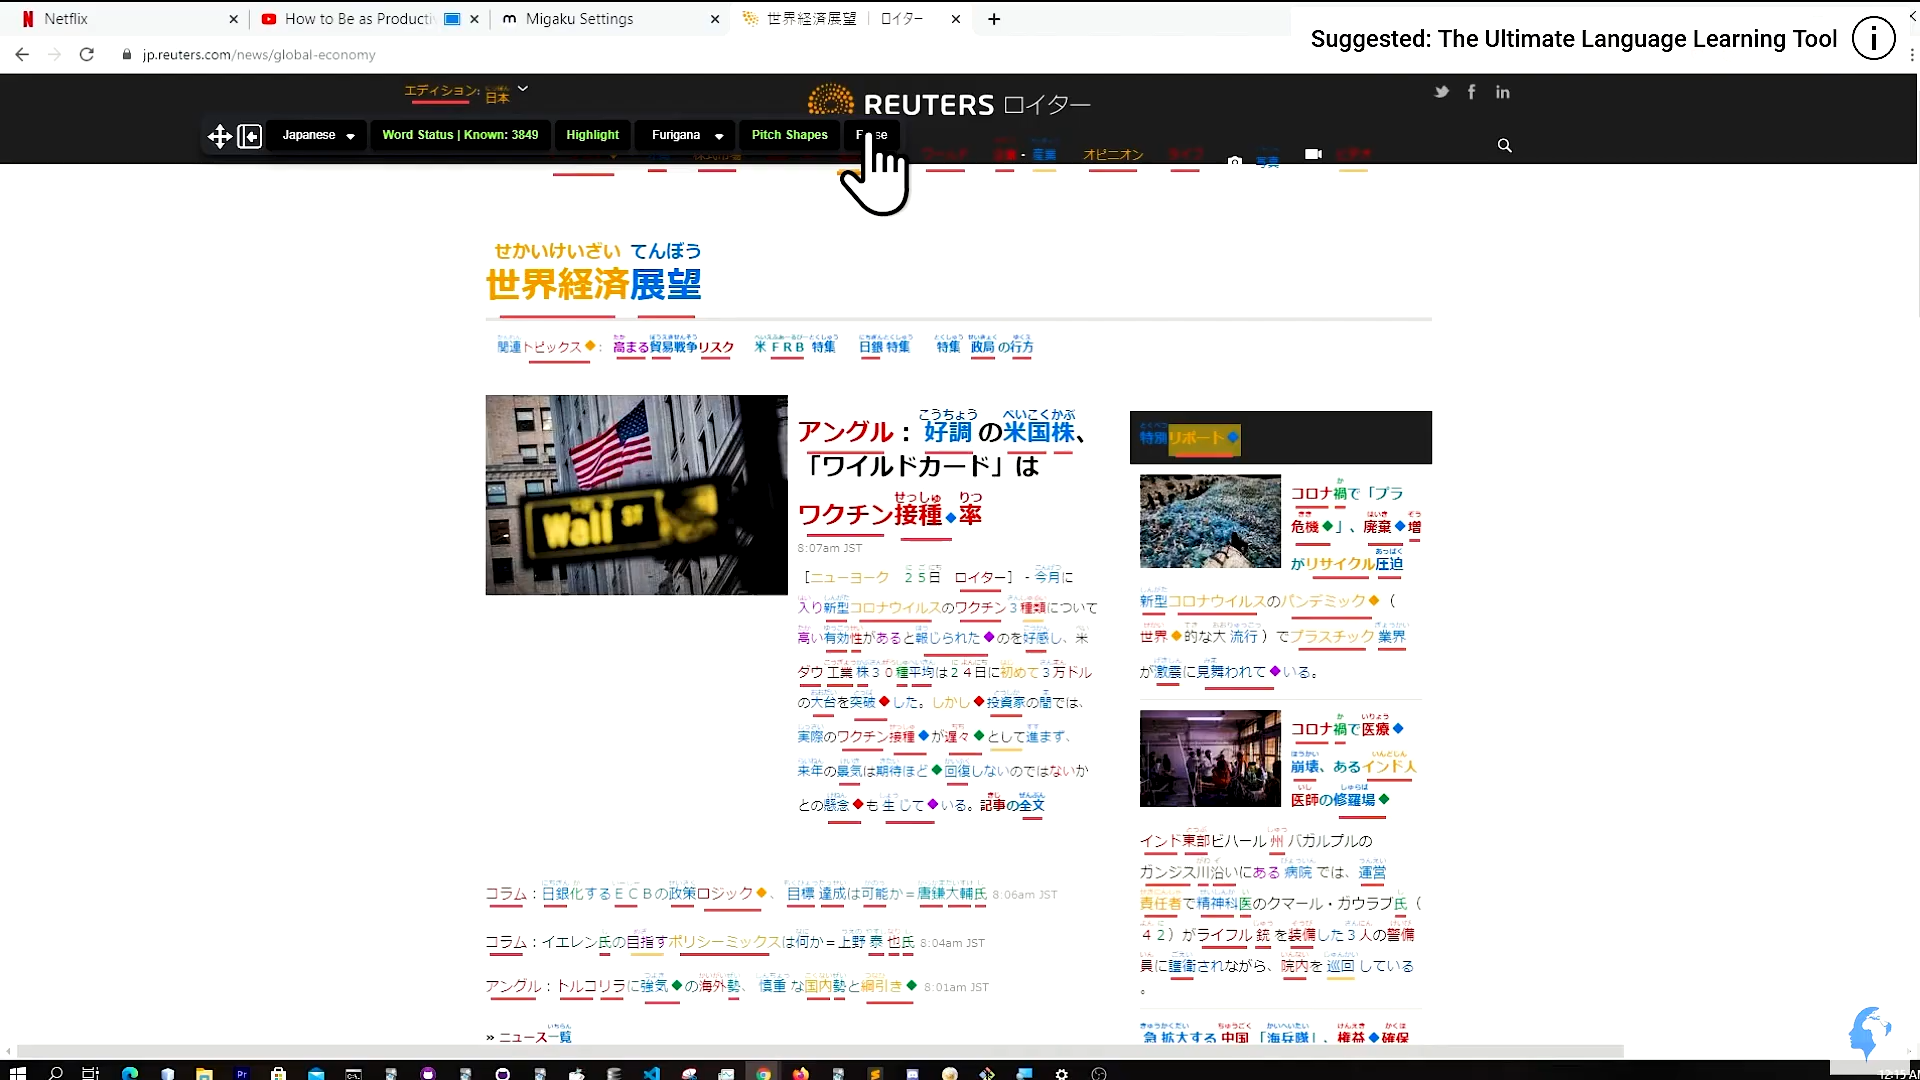 Netflix
How to Be as Producti
Migaku Settings
世界経済展望 | ロイター
Suggested: The Ultimate Language Learning Tool
jp.reuters.com/news/global-economy
エディション: 日本
REUTERS ロイター
Japanese
Word Status | Known: 3849
Highlight
Furigana
Pitch Shapes
産業
オピニオン
写真
せかいけいざい てんぼう
世界経済展望
関連トピックス: 高まる貿易戦争リスク 米FRB特集 日銀特集 特集 政局の行方
Wall ST
こうちょう べいこくかぶ
アングル:好調の米国株、
「ワイルドカード」は
せっしゅ りつ
ワクチン接種率
8:07am JST
[ニューヨーク 25日 ロイター] - 今月に
入り新型コロナウイルスのワクチン3種類について
高い有効性があると報じられたのを好感し、米
ダウ工業株30種平均は24日に初めて3万ドル
の大台を突破した。しかし投資家の間では、
実際のワクチン接種が遅々として進まず、
来年の景気は期待ほど回復しないのではないか
との懸念も生じている。記事の全文
特別リポート
コロナ禍で「プラ
危機」、廃棄増
がリサイクル圧迫
新型コロナウイルスのパンデミック(
世界的な大流行)でプラスチック業界
が激震に見舞われている。
コロナ禍で医療
崩壊、あるインド人
医師の修羅場
インド東部ビハール州バガルプルの
ガンジス川沿いにある病院では、運営
責任者で精神科医のクマール・ガウラブ氏(
42)がライフル銃を装備した3人の警備
員に護衛されながら、院内を巡回している
。
急拡大する中国「海兵隊」、権益確保
コラム:日銀化するECBの政策ロジック、目標達成は可能か=唐鎌大輔氏 8:06am JST
コラム:イエレン氏の目指すポリシーミックスは何か=上野泰也氏 8:04am JST
アングル:トルコリラに強気の海外勢、慎重な国内勢と綱引き 8:01am JST
» ニュース一覧